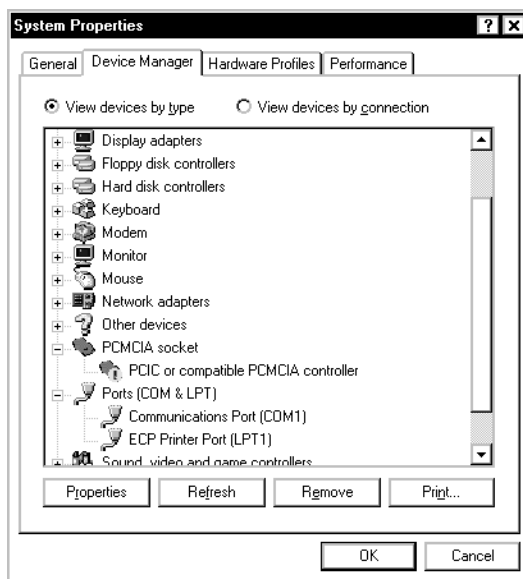 System Properties
General Device Manager Hardware Profiles Performance
View devices by type View devices by connection
Display adapters
Floppy disk controllers
Hard disk controllers
Keyboard
Modem
Monitor
Mouse
Network adapters
Other devices
PCMCIA socket
PCIC or compatible PCMCIA controller
Ports (COM & LPT)
Communications Port (COM1)
ECP Printer Port (LPT1)
Sound, video and game controllers
Properties Refresh Remove Print...
OK Cancel